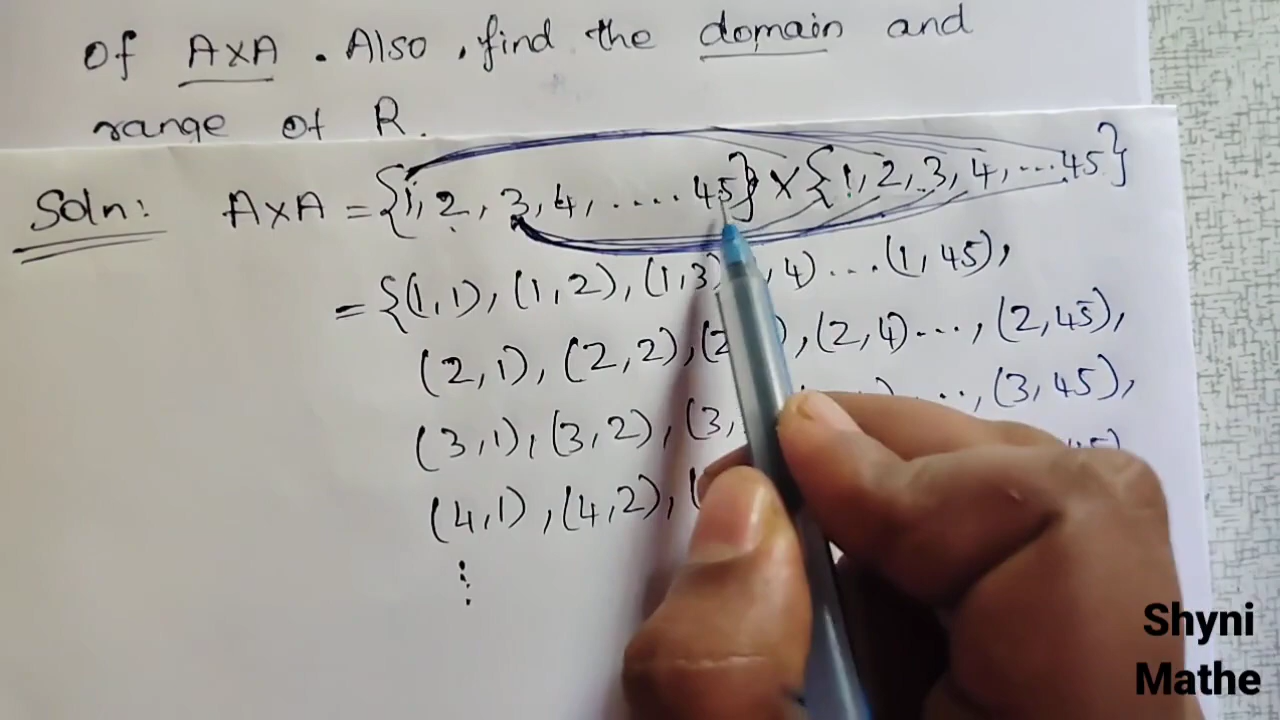 of A×A. Also, find the domain and
range of R.
Soln: A×A = {1, 2, 3, 4, .... 45} × {1, 2, 3, 4, ... 45}
= {(1,1), (1,2), (1,3) ,4) ... (1,45),
(2,1), (2,2), (2 ), (2,4) ..., (2,45),
(3,1), (3,2), (3, ..., (3,45),
(4,1), (4,2), ( 45)
⋮
Shyni
Mathe